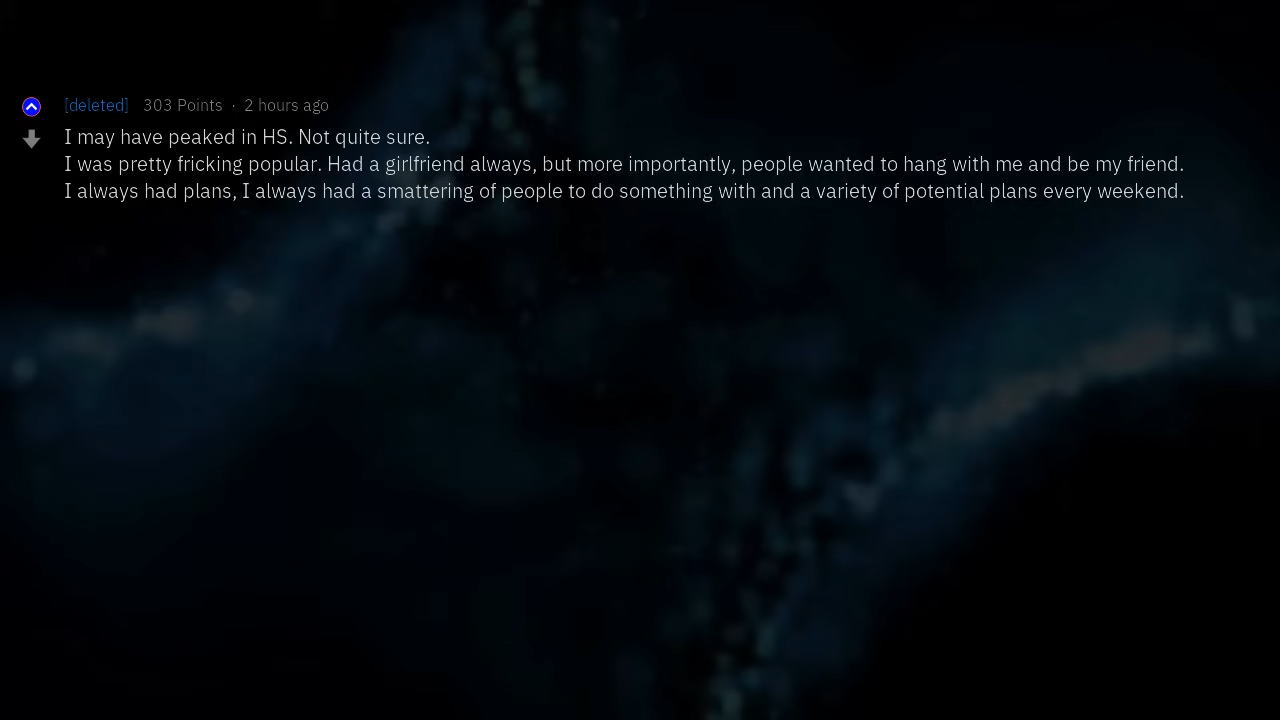 [deleted] 303 Points · 2 hours ago
I may have peaked in HS. Not quite sure.
I was pretty fricking popular. Had a girlfriend always, but more importantly, people wanted to hang with me and be my friend.
I always had plans, I always had a smattering of people to do something with and a variety of potential plans every weekend.